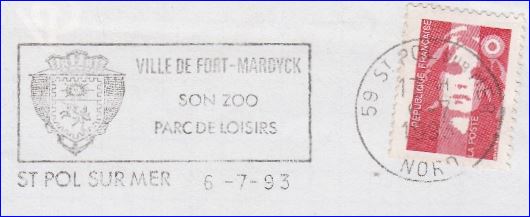 VILLE DE FORT-MARDYCK
SON ZOO
PARC DE LOISIRS
ST POL SUR MER 6-7-93
59 ST POL SUR
NORD
RÉPUBLIQUE FRANÇAISE
LA POSTE